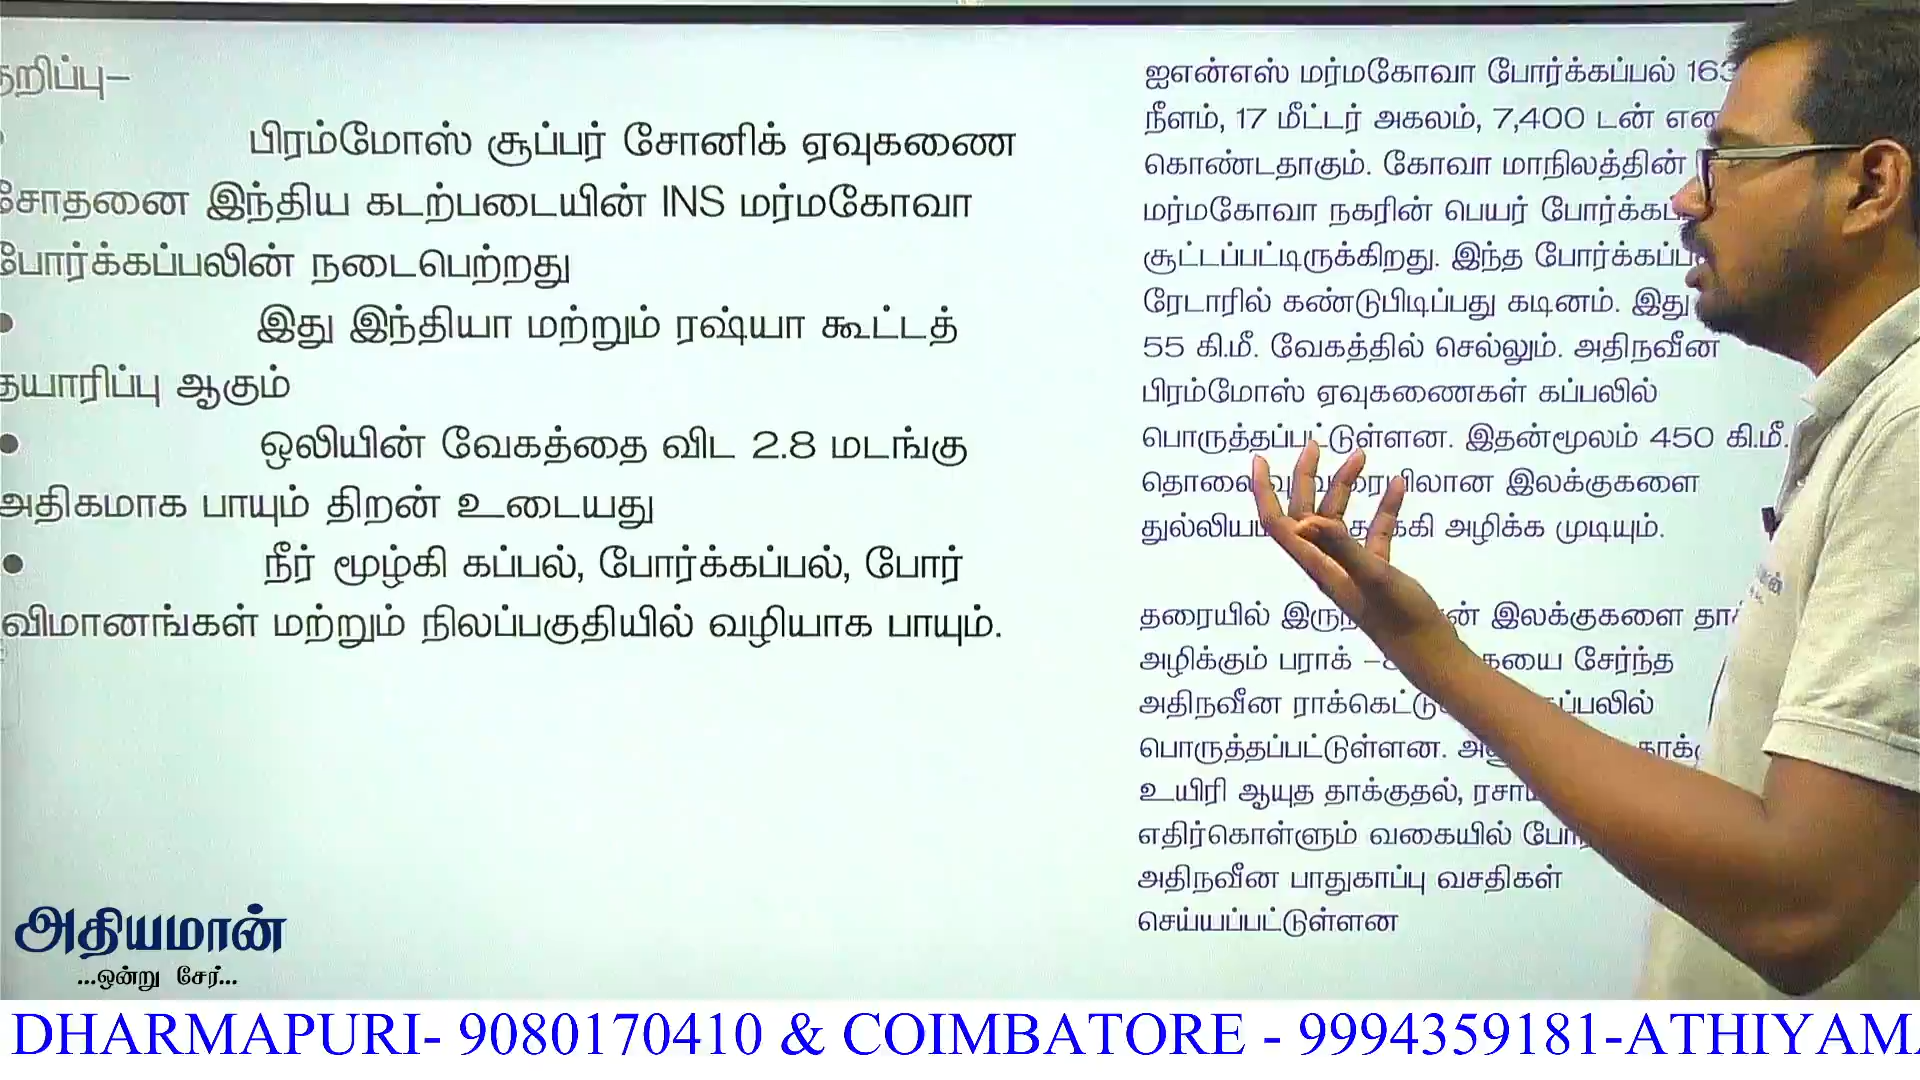 பிரம்மோஸ் சூப்பர் சோனிக் ஏவுகணை
சோதனை இந்திய கடற்படையின் INS மர்மகோவா
போர்க்கப்பலின் நடைபெற்றது
இது இந்தியா மற்றும் ரஷ்யா கூட்டத்
தயாரிப்பு ஆகும்
ஒலியின் வேகத்தை விட 2.8 மடங்கு
அதிகமாக பாயும் திறன் உடையது
நீர் மூழ்கி கப்பல், போர்க்கப்பல், போர்
விமானங்கள் மற்றும் நிலப்பகுதியில் வழியாக பாயும்.
ஐஎன்எஸ் மர்மகோவா போர்க்கப்பல் 163
நீளம், 17 மீட்டர் அகலம், 7,400 டன்
கொண்டதாகும். கோவா மாநிலத்தின்
மர்மகோவா நகரின் பெயர்
சூட்டப்பட்டிருக்கிறது. இந்த
ரேடாரில் கண்டுபிடிப்பது கடினம். இது
55 கி.மீ. வேகத்தில் செல்லும். அதிநவீன
பிரம்மோஸ் ஏவுகணைகள் கப்பலில்
பொருத்தப்பட்டுள்ளன. இதன்மூலம் 450 கி.மீ.
இலக்குகளை
அழிக்க முடியும்.
தரையில் இலக்குகளை
அழிக்கும் பராக் சேர்ந்த
அதிநவீன
பொருத்தப்பட்டுள்ளன.
உயிரி ஆயுத தாக்குதல்,
எதிர்கொள்ளும் வகையில்
அதிநவீன பாதுகாப்பு வசதிகள்
செய்யப்பட்டுள்ளன
அதியமான்
...ஒன்று சேர்...
DHARMAPURI- 9080170410 & COIMBATORE - 9994359181-ATHIYAMA